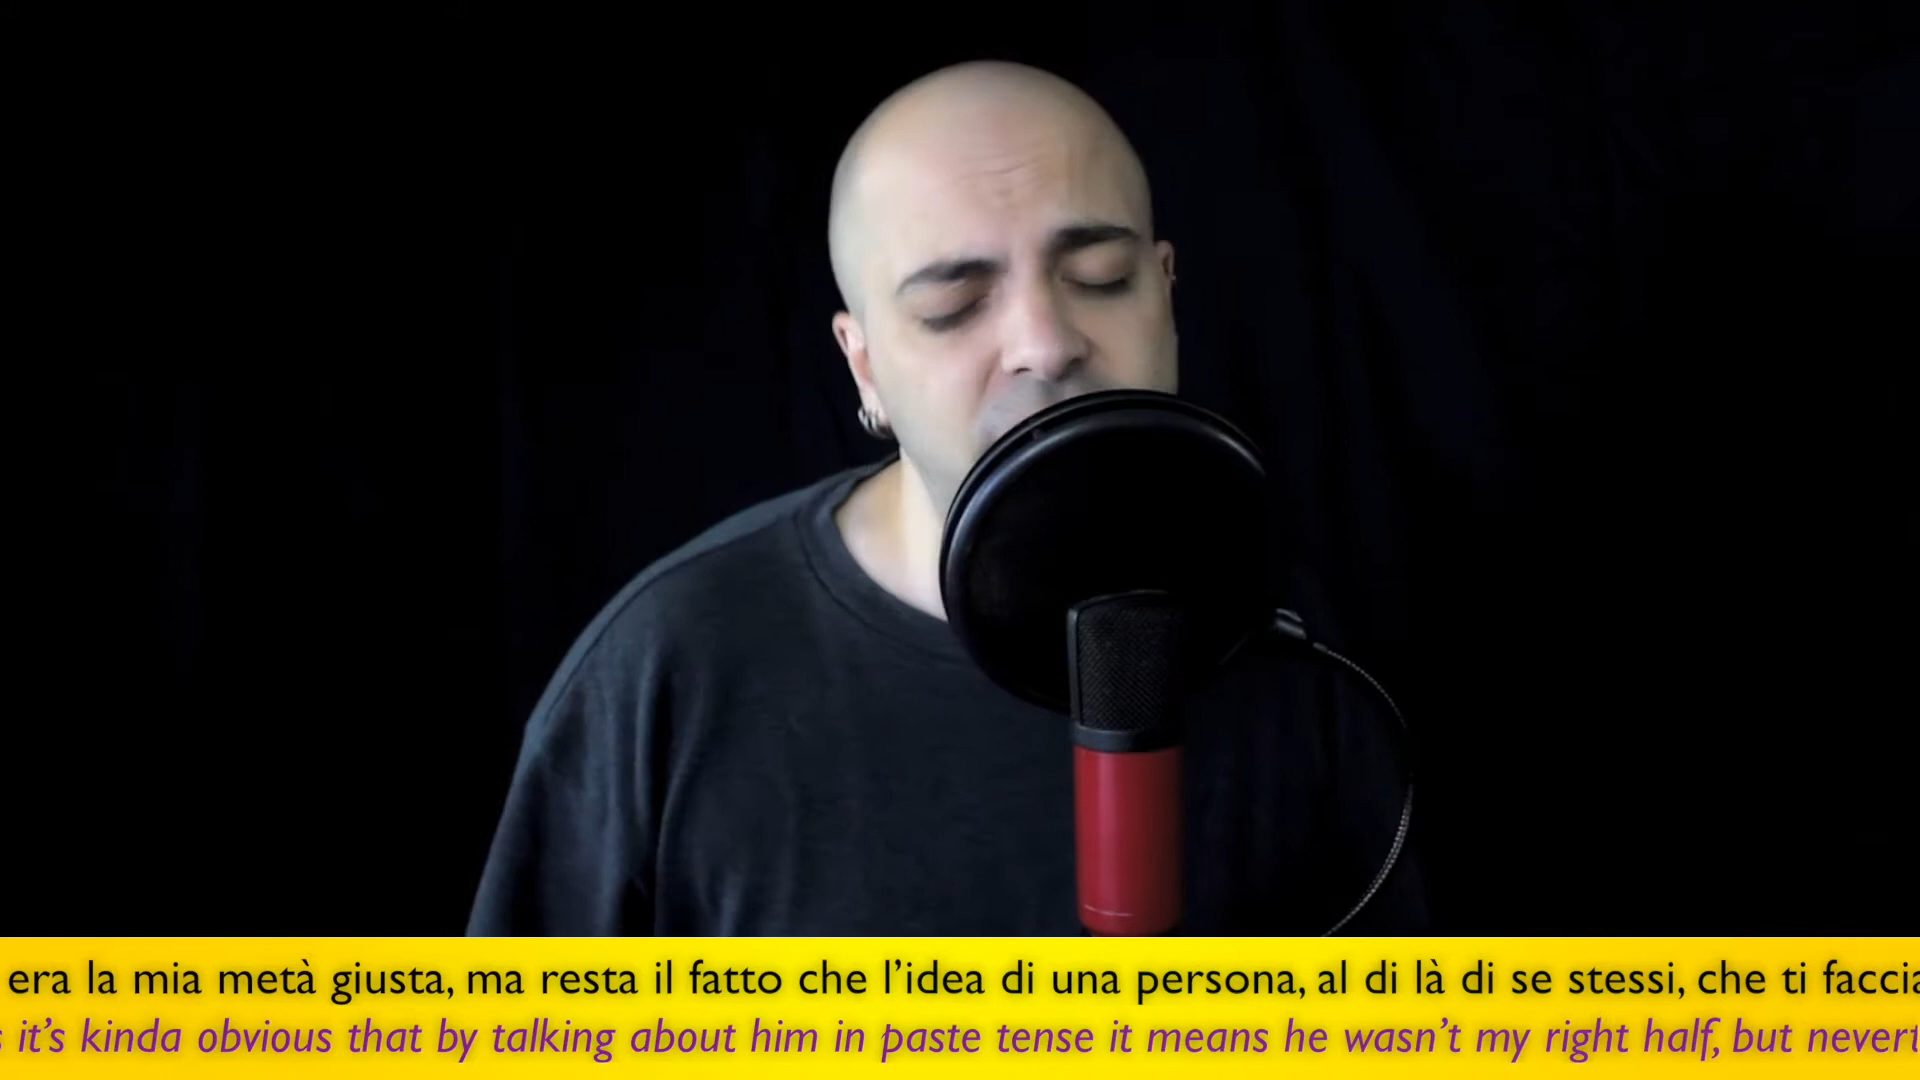 era la mia metà giusta, ma resta il fatto che l’idea di una persona, al di là di se stessi, che ti faccia
it’s kinda obvious that by talking about him in paste tense it means he wasn’t my right half, but nevert